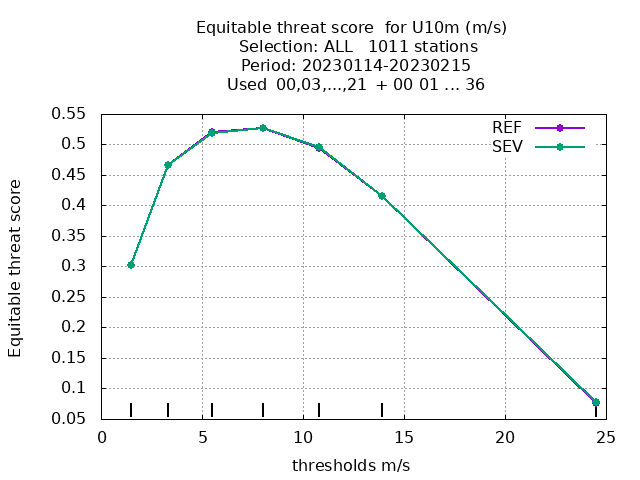 Equitable threat score  for U10m (m/s)
Selection: ALL   1011 stations
Period: 20230114-20230215
Used  00,03,...,21  + 00 01 ... 36
REF
SEV
Equitable threat score
0.55
0.5
0.45
0.4
0.35
0.3
0.25
0.2
0.15
0.1
0.05
0 5 10 15 20 25
thresholds m/s